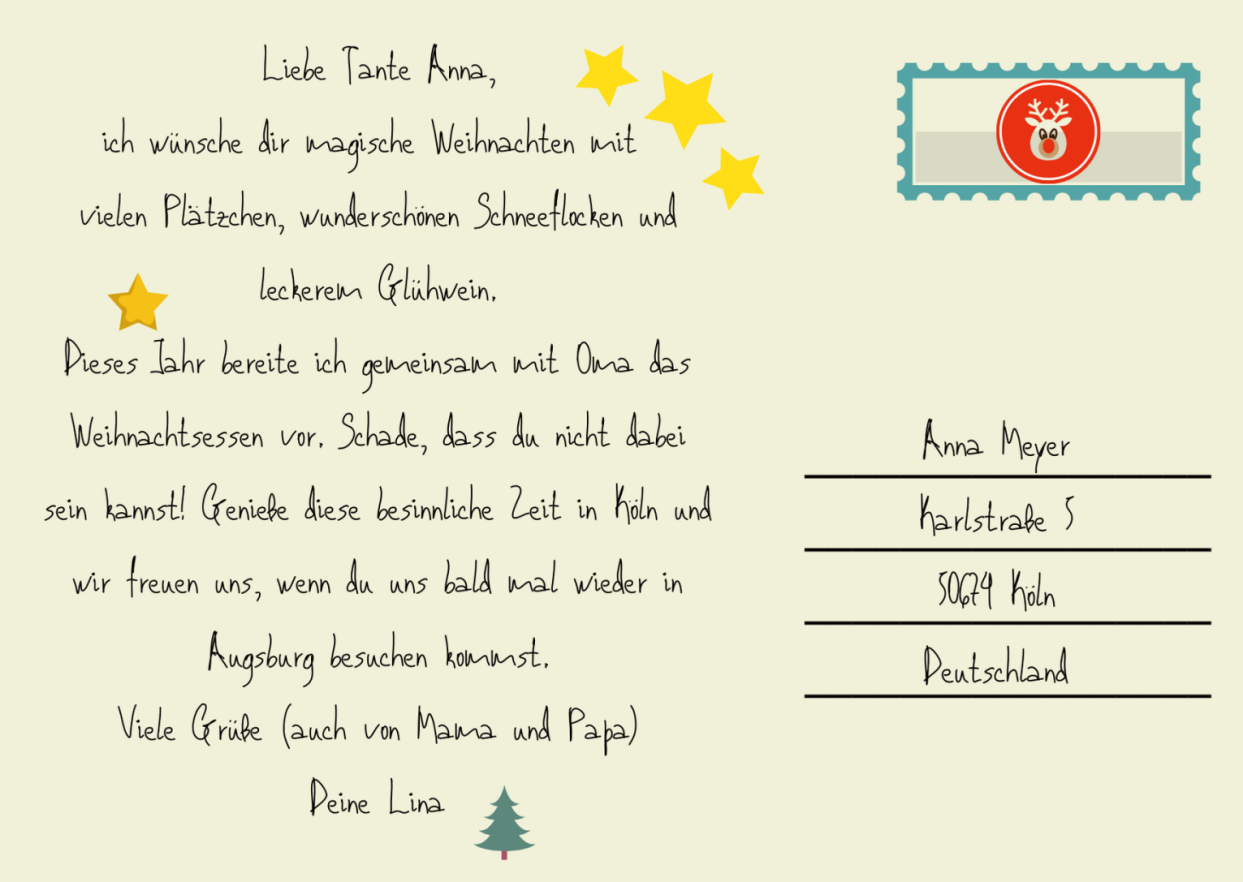 Liebe Tante Anna,
ich wünsche dir magische Weihnachten mit
vielen Plätzchen, wunderschönen Schneeflocken und
leckerem Glühwein.
Dieses Jahr bereite ich gemeinsam mit Oma das
Weihnachtsessen vor. Schade, dass du nicht dabei
sein kannst! Genieße diese besinnliche Zeit in Köln und
wir freuen uns, wenn du uns bald mal wieder in
Augsburg besuchen kommst.
Viele Grüße (auch von Mama und Papa)
Deine Lina
Anna Meyer
Karlstraße 5
50674 Köln
Deutschland